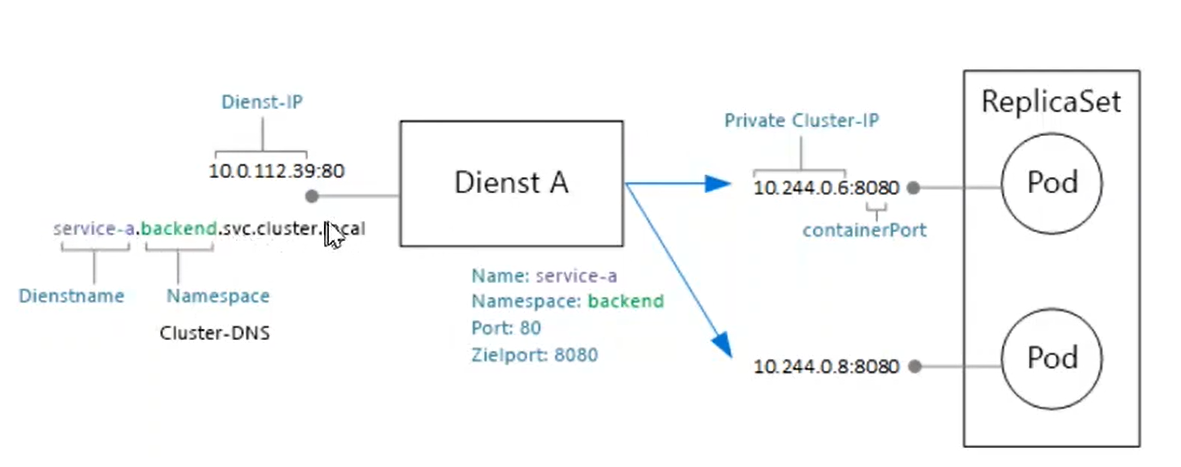 Dienst-IP
10.0.112.39:80
service-a.backend.svc.cluster.local
Dienstname
Namespace
Cluster-DNS
Dienst A
Name: service-a
Namespace: backend
Port: 80
Zielport: 8080
Private Cluster-IP
10.244.0.6:8080
containerPort
10.244.0.8:8080
ReplicaSet
Pod
Pod